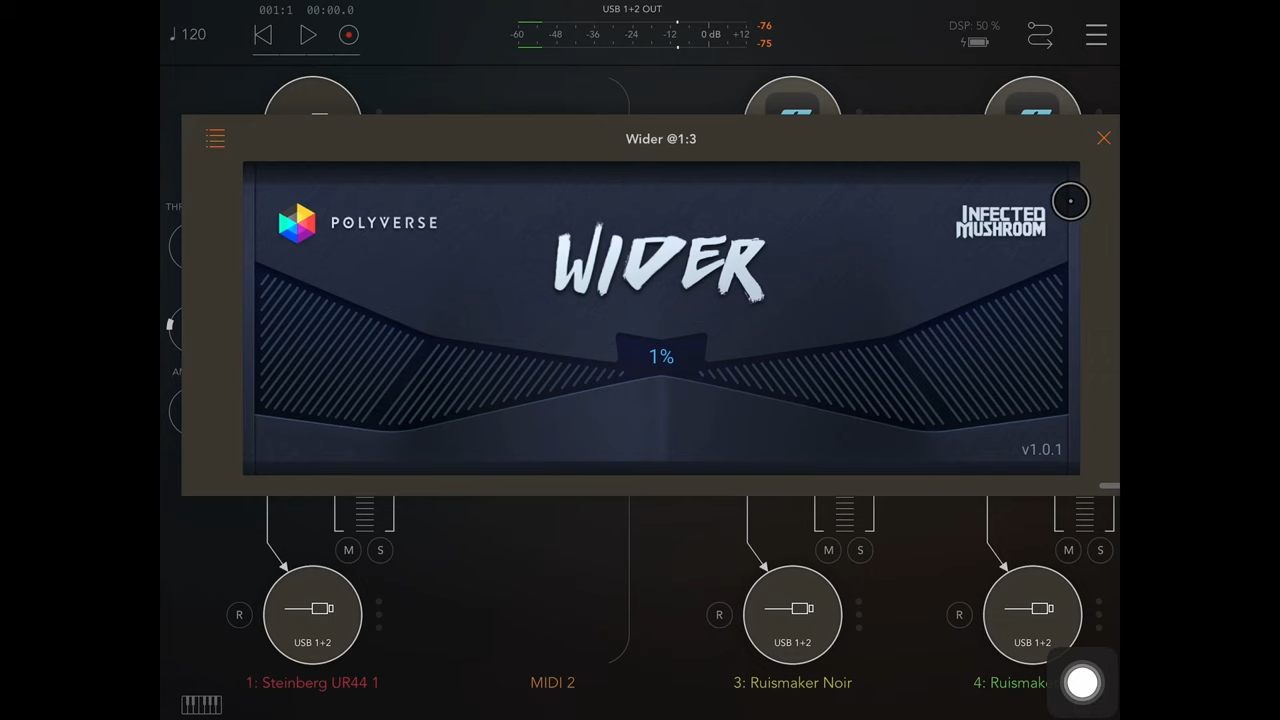 001:1 00:00.0
USB 1+2 OUT
♩ 120
-60 -48 -36 -24 -12 0 dB +12
-76
-75
DSP: 50 %
Wider @1:3
POLYVERSE
INFECTED
MUSHROOM
WIDER
1%
v1.0.1
M S
M S
M S
R
USB 1+2
R
USB 1+2
R
USB 1+2
1: Steinberg UR44 1
MIDI 2
3: Ruismaker Noir
4: Ruismake